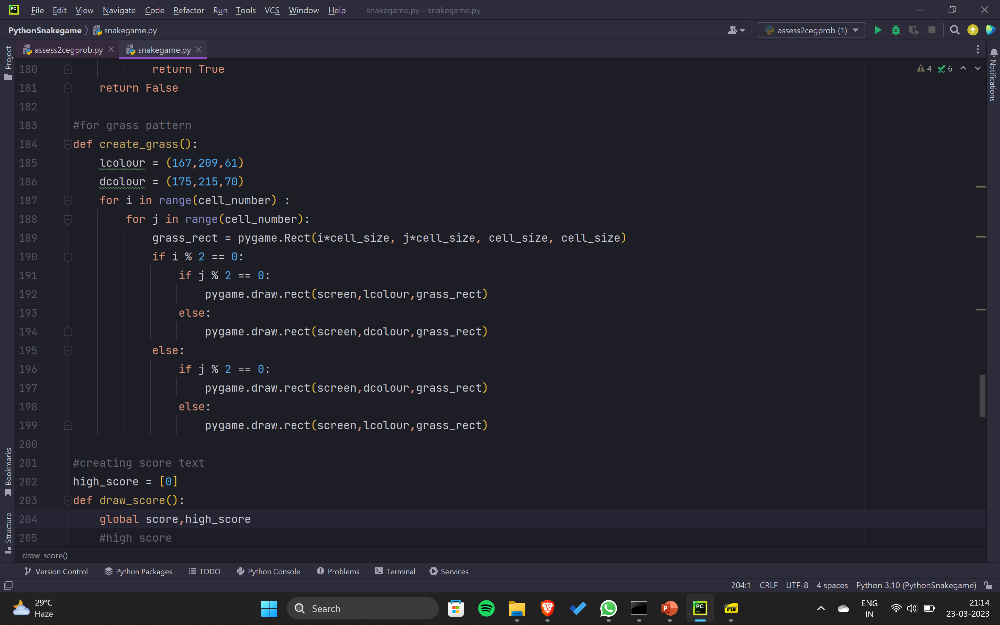 PC File Edit View Navigate Code Refactor Run Tools VCS Window Help snakegame.py - snakegame.py
PythonSnakegame snakegame.py assess2cegprob (1)
Project assess2cegprob.py snakegame.py
Notifications
4 6
180 return True
181 return False
182
183 #for grass pattern
184 def create_grass():
185 lcolour = (167,209,61)
186 dcolour = (175,215,70)
187 for i in range(cell_number) :
188 for j in range(cell_number):
189 grass_rect = pygame.Rect(i*cell_size, j*cell_size, cell_size, cell_size)
190 if i % 2 == 0:
191 if j % 2 == 0:
192 pygame.draw.rect(screen,lcolour,grass_rect)
193 else:
194 pygame.draw.rect(screen,dcolour,grass_rect)
195 else:
196 if j % 2 == 0:
197 pygame.draw.rect(screen,dcolour,grass_rect)
198 else:
199 pygame.draw.rect(screen,lcolour,grass_rect)
200
201 #creating score text
202 high_score = [0]
203 def draw_score():
204 global score,high_score
205 #high score
Bookmarks
Structure
draw_score()
Version Control Python Packages TODO Python Console Problems Terminal Services
204:1 CRLF UTF-8 4 spaces Python 3.10 (PythonSnakegame)
29°C
Haze
Search
P
PC
PDF
ENG
IN
21:14
23-03-2023